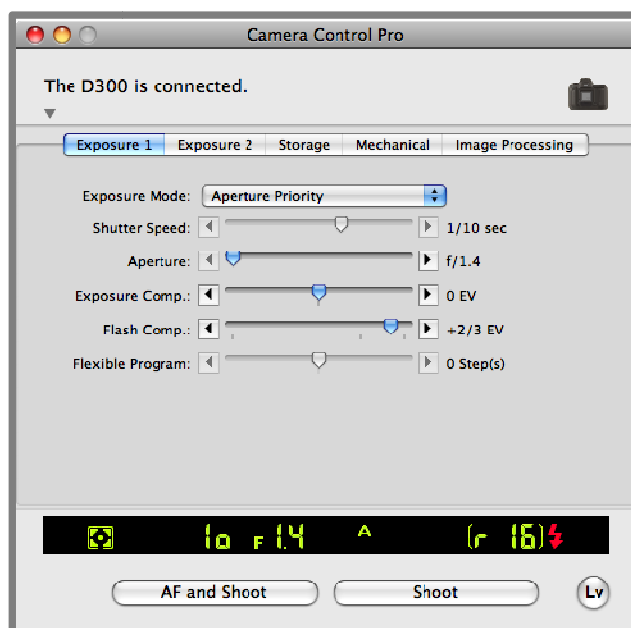 Camera Control Pro
The D300 is connected.
Exposure 1 Exposure 2 Storage Mechanical Image Processing
Exposure Mode: Aperture Priority
Shutter Speed: 1/10 sec
Aperture: f/1.4
Exposure Comp.: 0 EV
Flash Comp.: +2/3 EV
Flexible Program: 0 Step(s)
10 F1.4 A (r 16)
AF and Shoot Shoot Lv